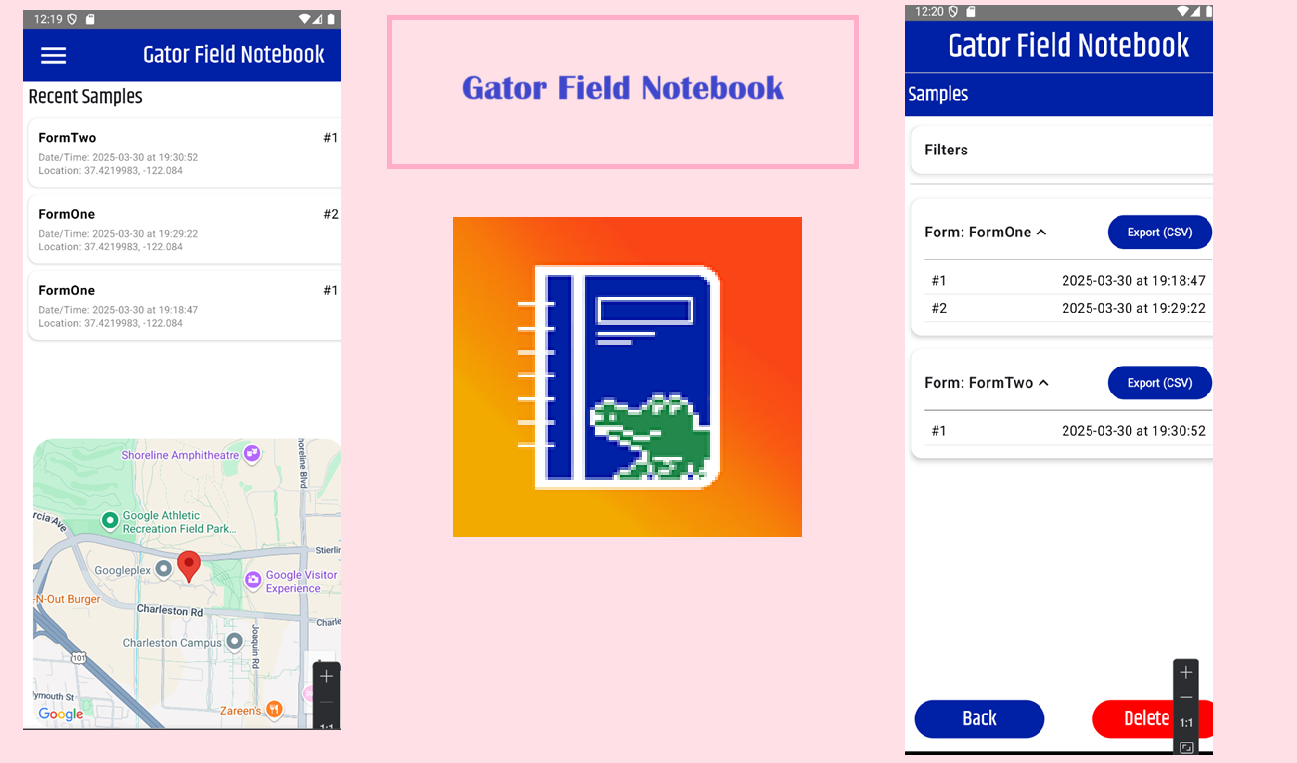 12:19
Gator Field Notebook
Recent Samples
FormTwo #1
Date/Time: 2025-03-30 at 19:30:52
Location: 37.4219983, -122.084
FormOne #2
Date/Time: 2025-03-30 at 19:29:22
Location: 37.4219983, -122.084
FormOne #1
Date/Time: 2025-03-30 at 19:18:47
Location: 37.4219983, -122.084
Shoreline Amphitheatre
horeline Blvd
rcia Ave
Google Athletic
Recreation Field Park...
Stierlin
Googleplex
Google Visitor
Experience
-N-Out Burger
Charleston Rd
Charle
Charleston Campus
Joaquin Rd
101
lymouth St
Zareen's
Google
1:1
Gator Field Notebook
12:20
Gator Field Notebook
Samples
Filters
Form: FormOne Export (CSV)
#1 2025-03-30 at 19:18:47
#2 2025-03-30 at 19:29:22
Form: FormTwo Export (CSV)
#1 2025-03-30 at 19:30:52
Back
Delete
1:1